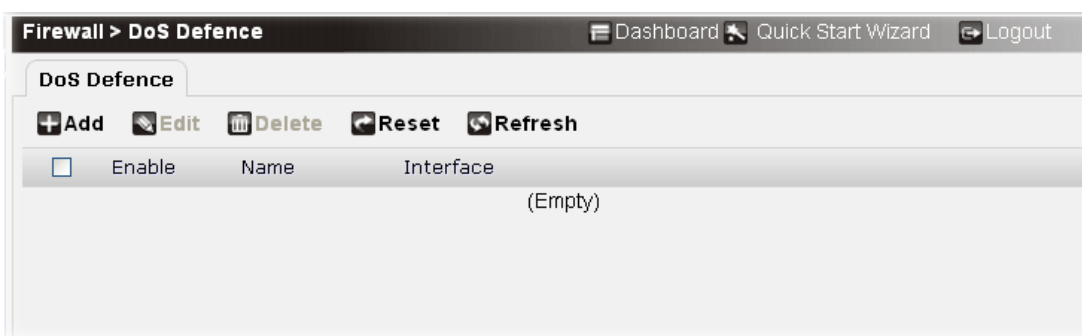 Firewall > DoS Defence Dashboard Quick Start Wizard Logout
DoS Defence
Add Edit Delete Reset Refresh
Enable Name Interface
(Empty)